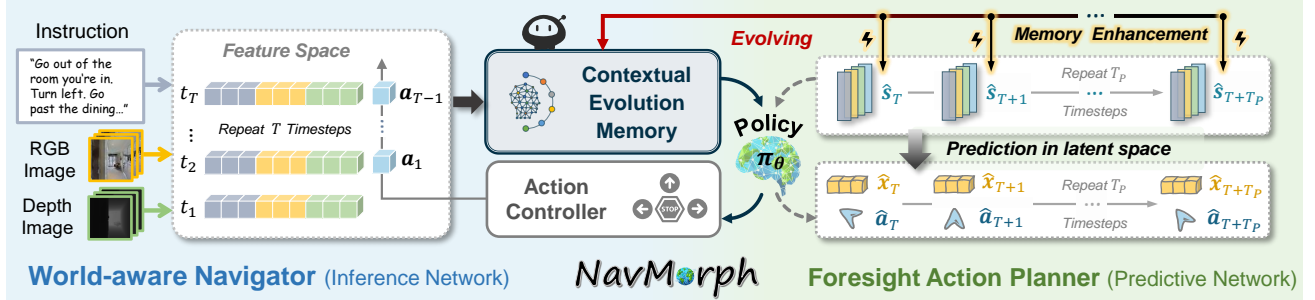 Instruction
"Go out of the
room you're in.
Turn left. Go
past the dining..."
RGB
Image
Depth
Image
Feature Space
t_T
a_{T−1}
Repeat T Timesteps
⋮
t_2
a_1
t_1
Contextual
Evolution
Memory
Action
Controller
STOP
Evolving
Memory Enhancement
...
Policy
π_θ
ŝ_T
ŝ_{T+1}
Repeat T_P
...
Timesteps
ŝ_{T+T_P}
Prediction in latent space
x̂_T
x̂_{T+1}
Repeat T_P
x̂_{T+T_P}
...
â_T
â_{T+1}
Timesteps
â_{T+T_P}
World-aware Navigator (Inference Network)
NavMorph
Foresight Action Planner (Predictive Network)